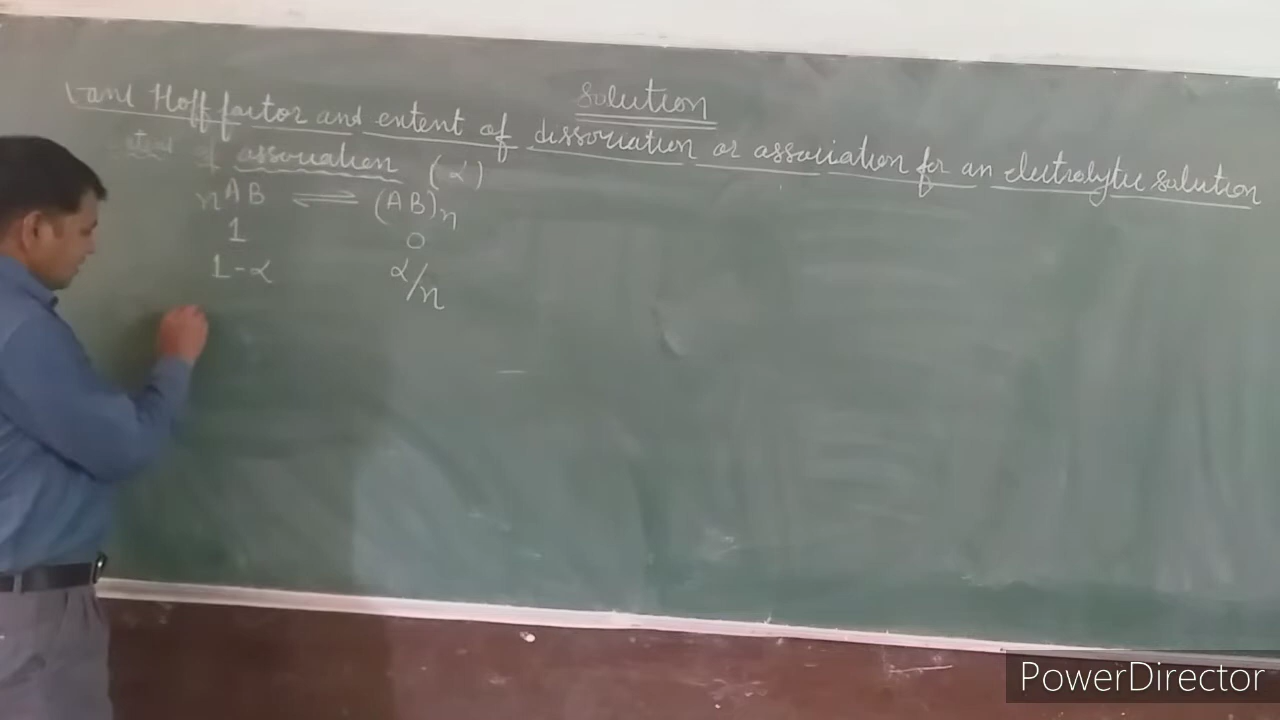 Solution
Vant Hoff factor and extent of dissociation or association for an electrolytic solution
of association (α)
nAB ⇌ (AB)n
1 0
1-α α/n
PowerDirector